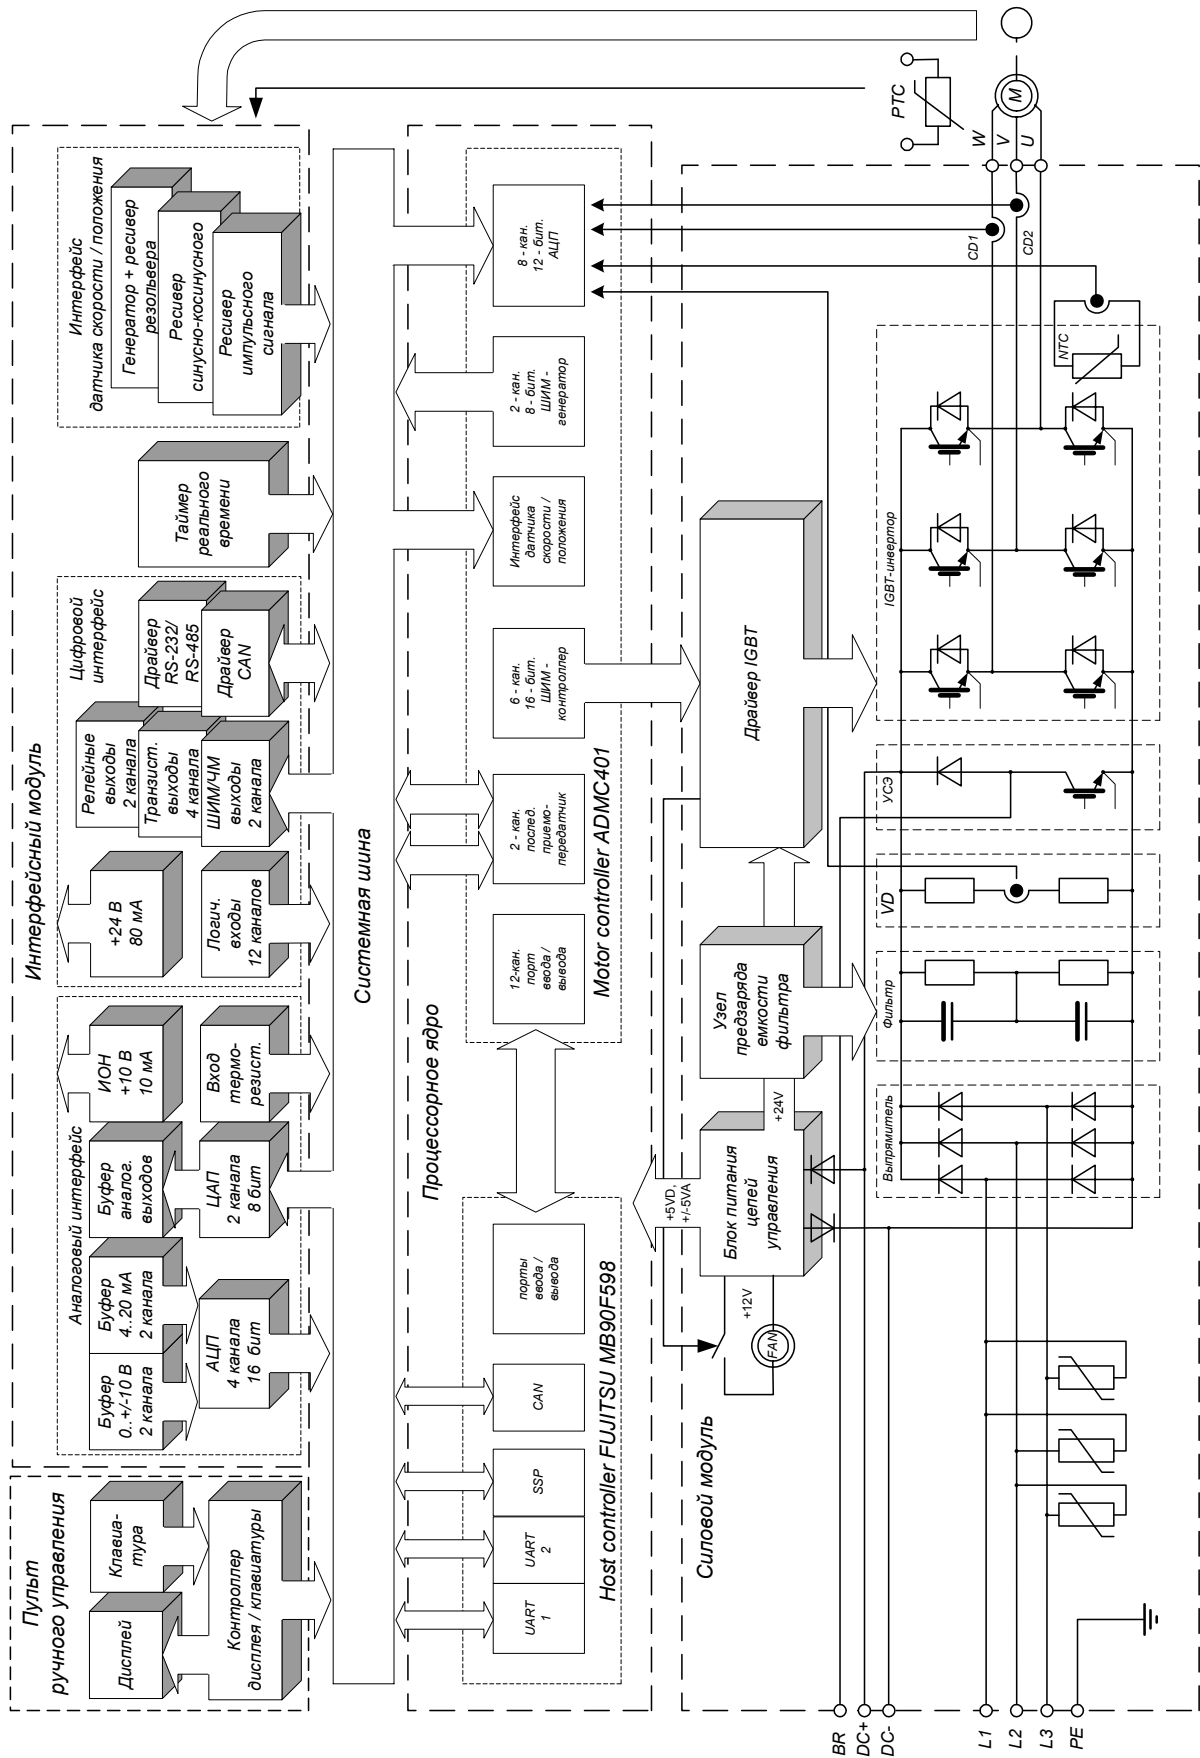 Пульт
ручного управления
Дисплей
Клавиа-
тура
Контроллер
дисплея / клавиатуры
Интерфейсный модуль
Аналоговый интерфейс
Буфер
0..+/-10 В
2 канала
Буфер
4..20 мА
2 канала
АЦП
4 канала
16 бит
Буфер
аналог.
выходов
ЦАП
2 канала
8 бит
ИОН
+10 В
10 мА
Вход
термо-
резист.
Цифровой
интерфейс
+24 В
80 мА
Логич.
входы
12 каналов
Релейные
выходы
2 канала
Транзист.
выходы
4 канала
ШИМ/ЧМ
выходы
2 канала
Драйвер
RS-232/
RS-485
Драйвер
CAN
Таймер
реального
времени
Интерфейс
датчика скорости / положения
Генератор + ресивер
резольвера
Ресивер
синусно-косинусного
Ресивер
импульсного
сигнала
Системная шина
Процессорное ядро
UART
1
UART
2
SSP
CAN
порты
ввода /
вывода
Host controller FUJITSU MB90F598
12-кан.
порт
ввода /
вывода
2 - кан.
послед.
приемо-
передатчик
6 - кан.
16 - бит.
ШИМ -
контроллер
Интерфейс
датчика
скорости /
положения
2 - кан.
8 - бит.
ШИМ -
генератор
8 - кан.
12 - бит.
АЦП
Motor controller ADMC401
Силовой модуль
+5VD,
+/-5VA
+12V
FAN
Блок питания
цепей
управления
+24V
Узел
предзаряда
емкости
фильтра
Драйвер IGBT
Выпрямитель
Фильтр
VD
УСЭ
IGBT-инвертор
NTC
CD1
CD2
PTC
W
V
U
M
BR
DC+
DC-
L1
L2
L3
PE